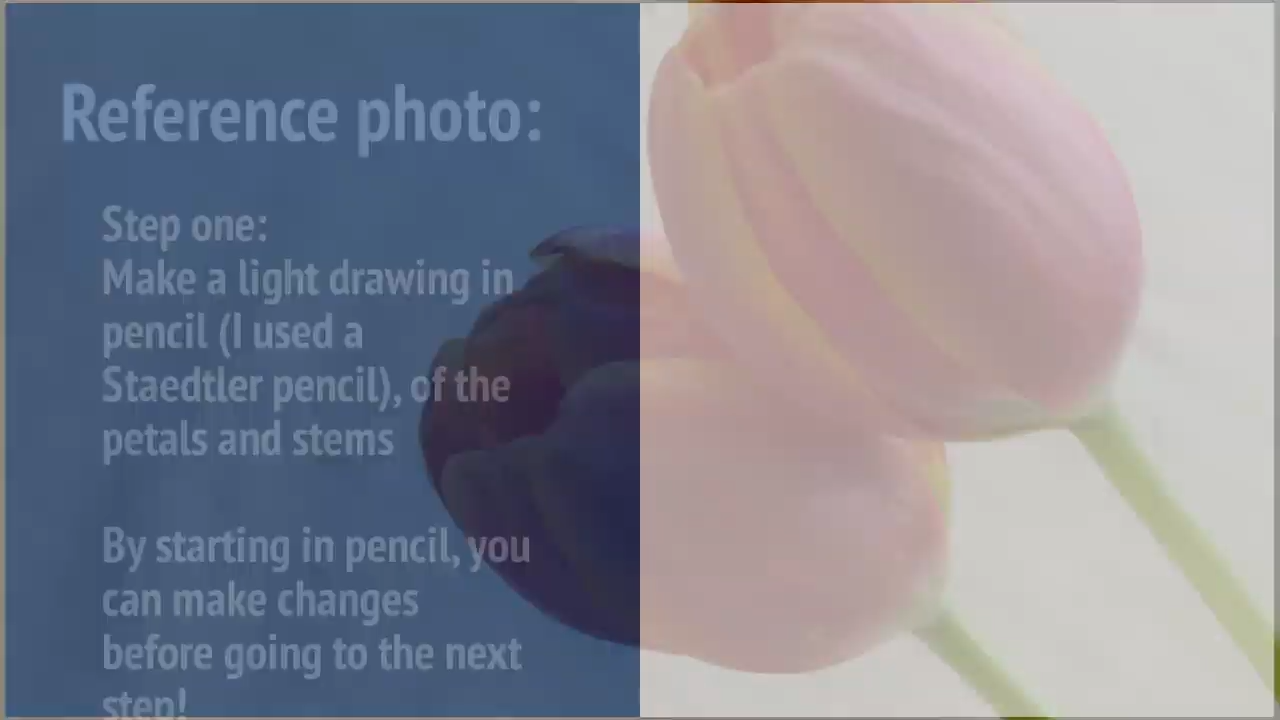 Reference photo:
Step one:
Make a light drawing in
pencil (I used a
Staedtler pencil), of the
petals and stems
By starting in pencil, you
can make changes
before going to the next
step!